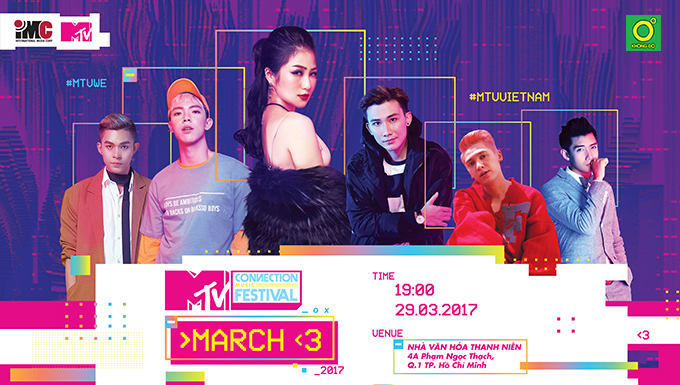 iMC
INTERNATIONAL MUSIC CORP
MTV
0°
KHÔNG ĐỘ
#MTVWE
#MTVVIETNAM
MTV
CONNECTION
MUSIC
FESTIVAL
_OX
>MARCH <3
_2017
TIME
19:00
29.03.2017
VENUE
NHÀ VĂN HÓA THANH NIÊN
4A Phạm Ngọc Thạch,
Q.1 TP. Hồ Chí Minh
<3